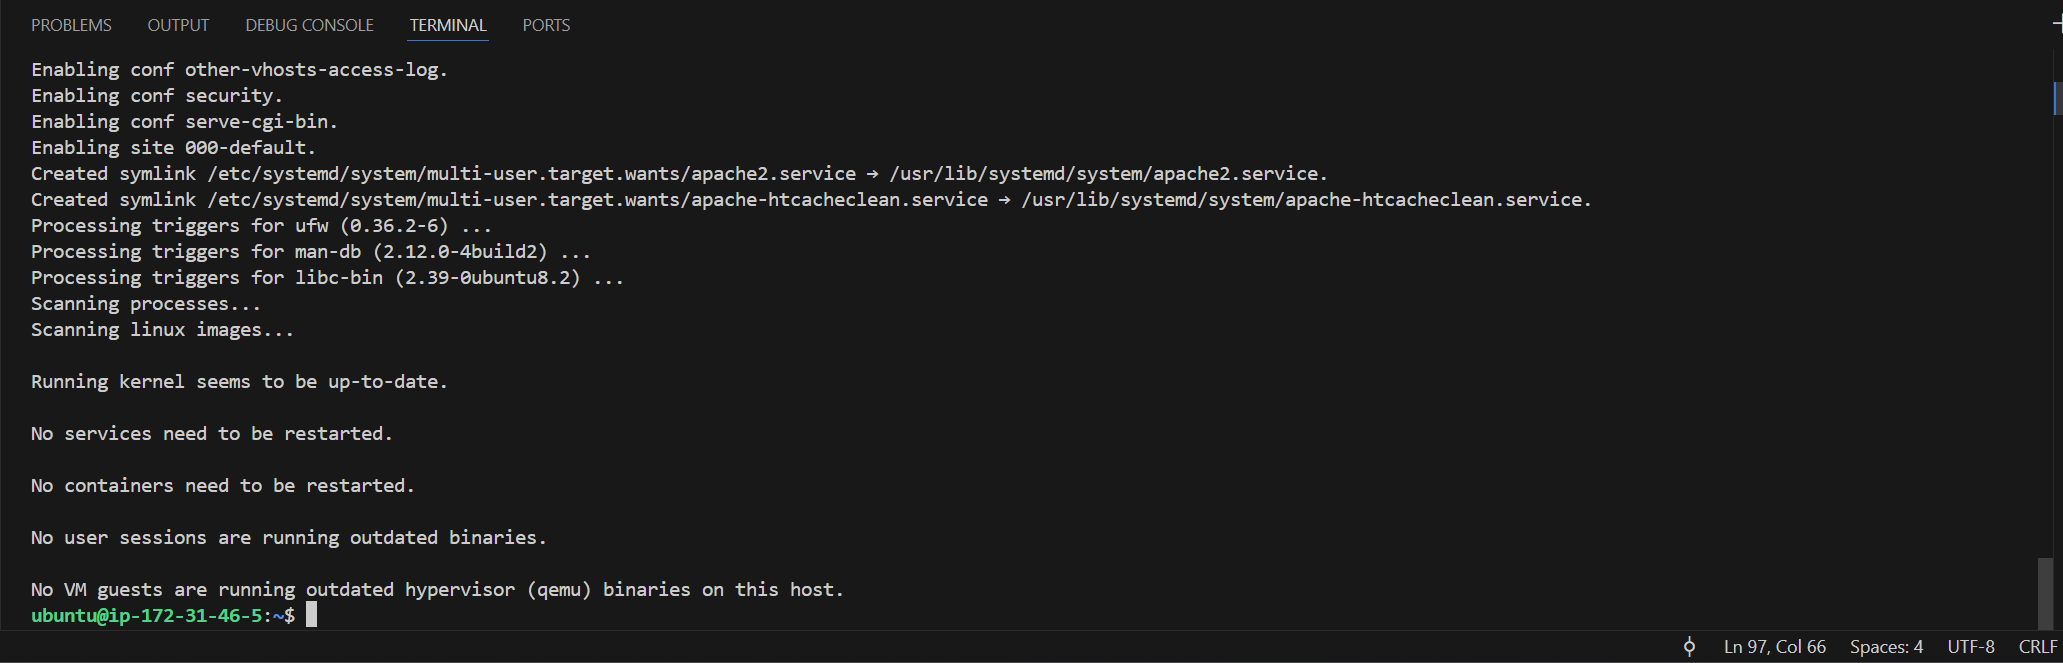 PROBLEMS OUTPUT DEBUG CONSOLE TERMINAL PORTS
Enabling conf other-vhosts-access-log.
Enabling conf security.
Enabling conf serve-cgi-bin.
Enabling site 000-default.
Created symlink /etc/systemd/system/multi-user.target.wants/apache2.service → /usr/lib/systemd/system/apache2.service.
Created symlink /etc/systemd/system/multi-user.target.wants/apache-htcacheclean.service → /usr/lib/systemd/system/apache-htcacheclean.service.
Processing triggers for ufw (0.36.2-6) ...
Processing triggers for man-db (2.12.0-4build2) ...
Processing triggers for libc-bin (2.39-0ubuntu8.2) ...
Scanning processes...
Scanning linux images...
Running kernel seems to be up-to-date.
No services need to be restarted.
No containers need to be restarted.
No user sessions are running outdated binaries.
No VM guests are running outdated hypervisor (qemu) binaries on this host.
ubuntu@ip-172-31-46-5:~$
Ln 97, Col 66 Spaces: 4 UTF-8 CRLF